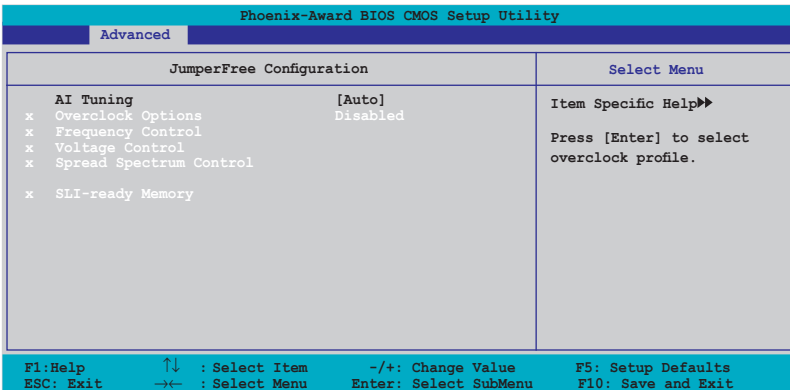 Phoenix-Award BIOS CMOS Setup Utility
Advanced
JumperFree Configuration
Select Menu
AI Tuning [Auto]
x Overclock Options Disabled
x Frequency Control
x Voltage Control
x Spread Spectrum Control
x SLI-ready Memory
Item Specific Help▶▶
Press [Enter] to select
overclock profile.
F1:Help ↑↓ : Select Item -/+: Change Value F5: Setup Defaults
ESC: Exit →← : Select Menu Enter: Select SubMenu F10: Save and Exit